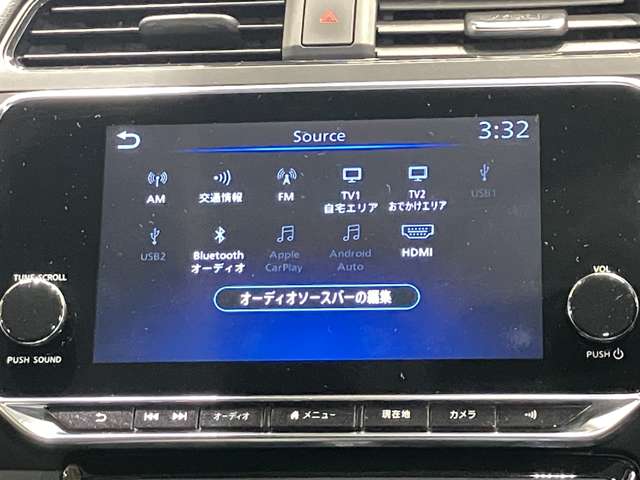 Source
3:32
AM
交通情報
FM
TV1
自宅エリア
TV2
おでかけエリア
USB1
USB2
Bluetooth
オーディオ
Apple
CarPlay
Android
Auto
HDMI
オーディオソースバーの編集
TUNE·SCROLL
PUSH SOUND
VOL
PUSH
オーディオ
メニュー
現在地
カメラ